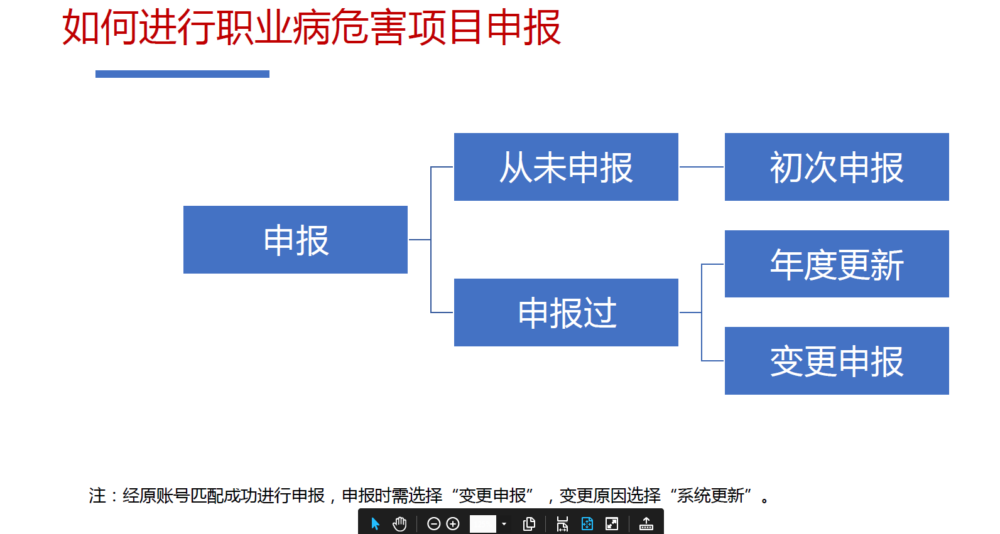 如何进行职业病危害项目申报
从未申报
初次申报
申报
年度更新
申报过
变更申报
注：经原账号匹配成功进行申报，申报时需选择“变更申报”，变更原因选择“系统更新”。